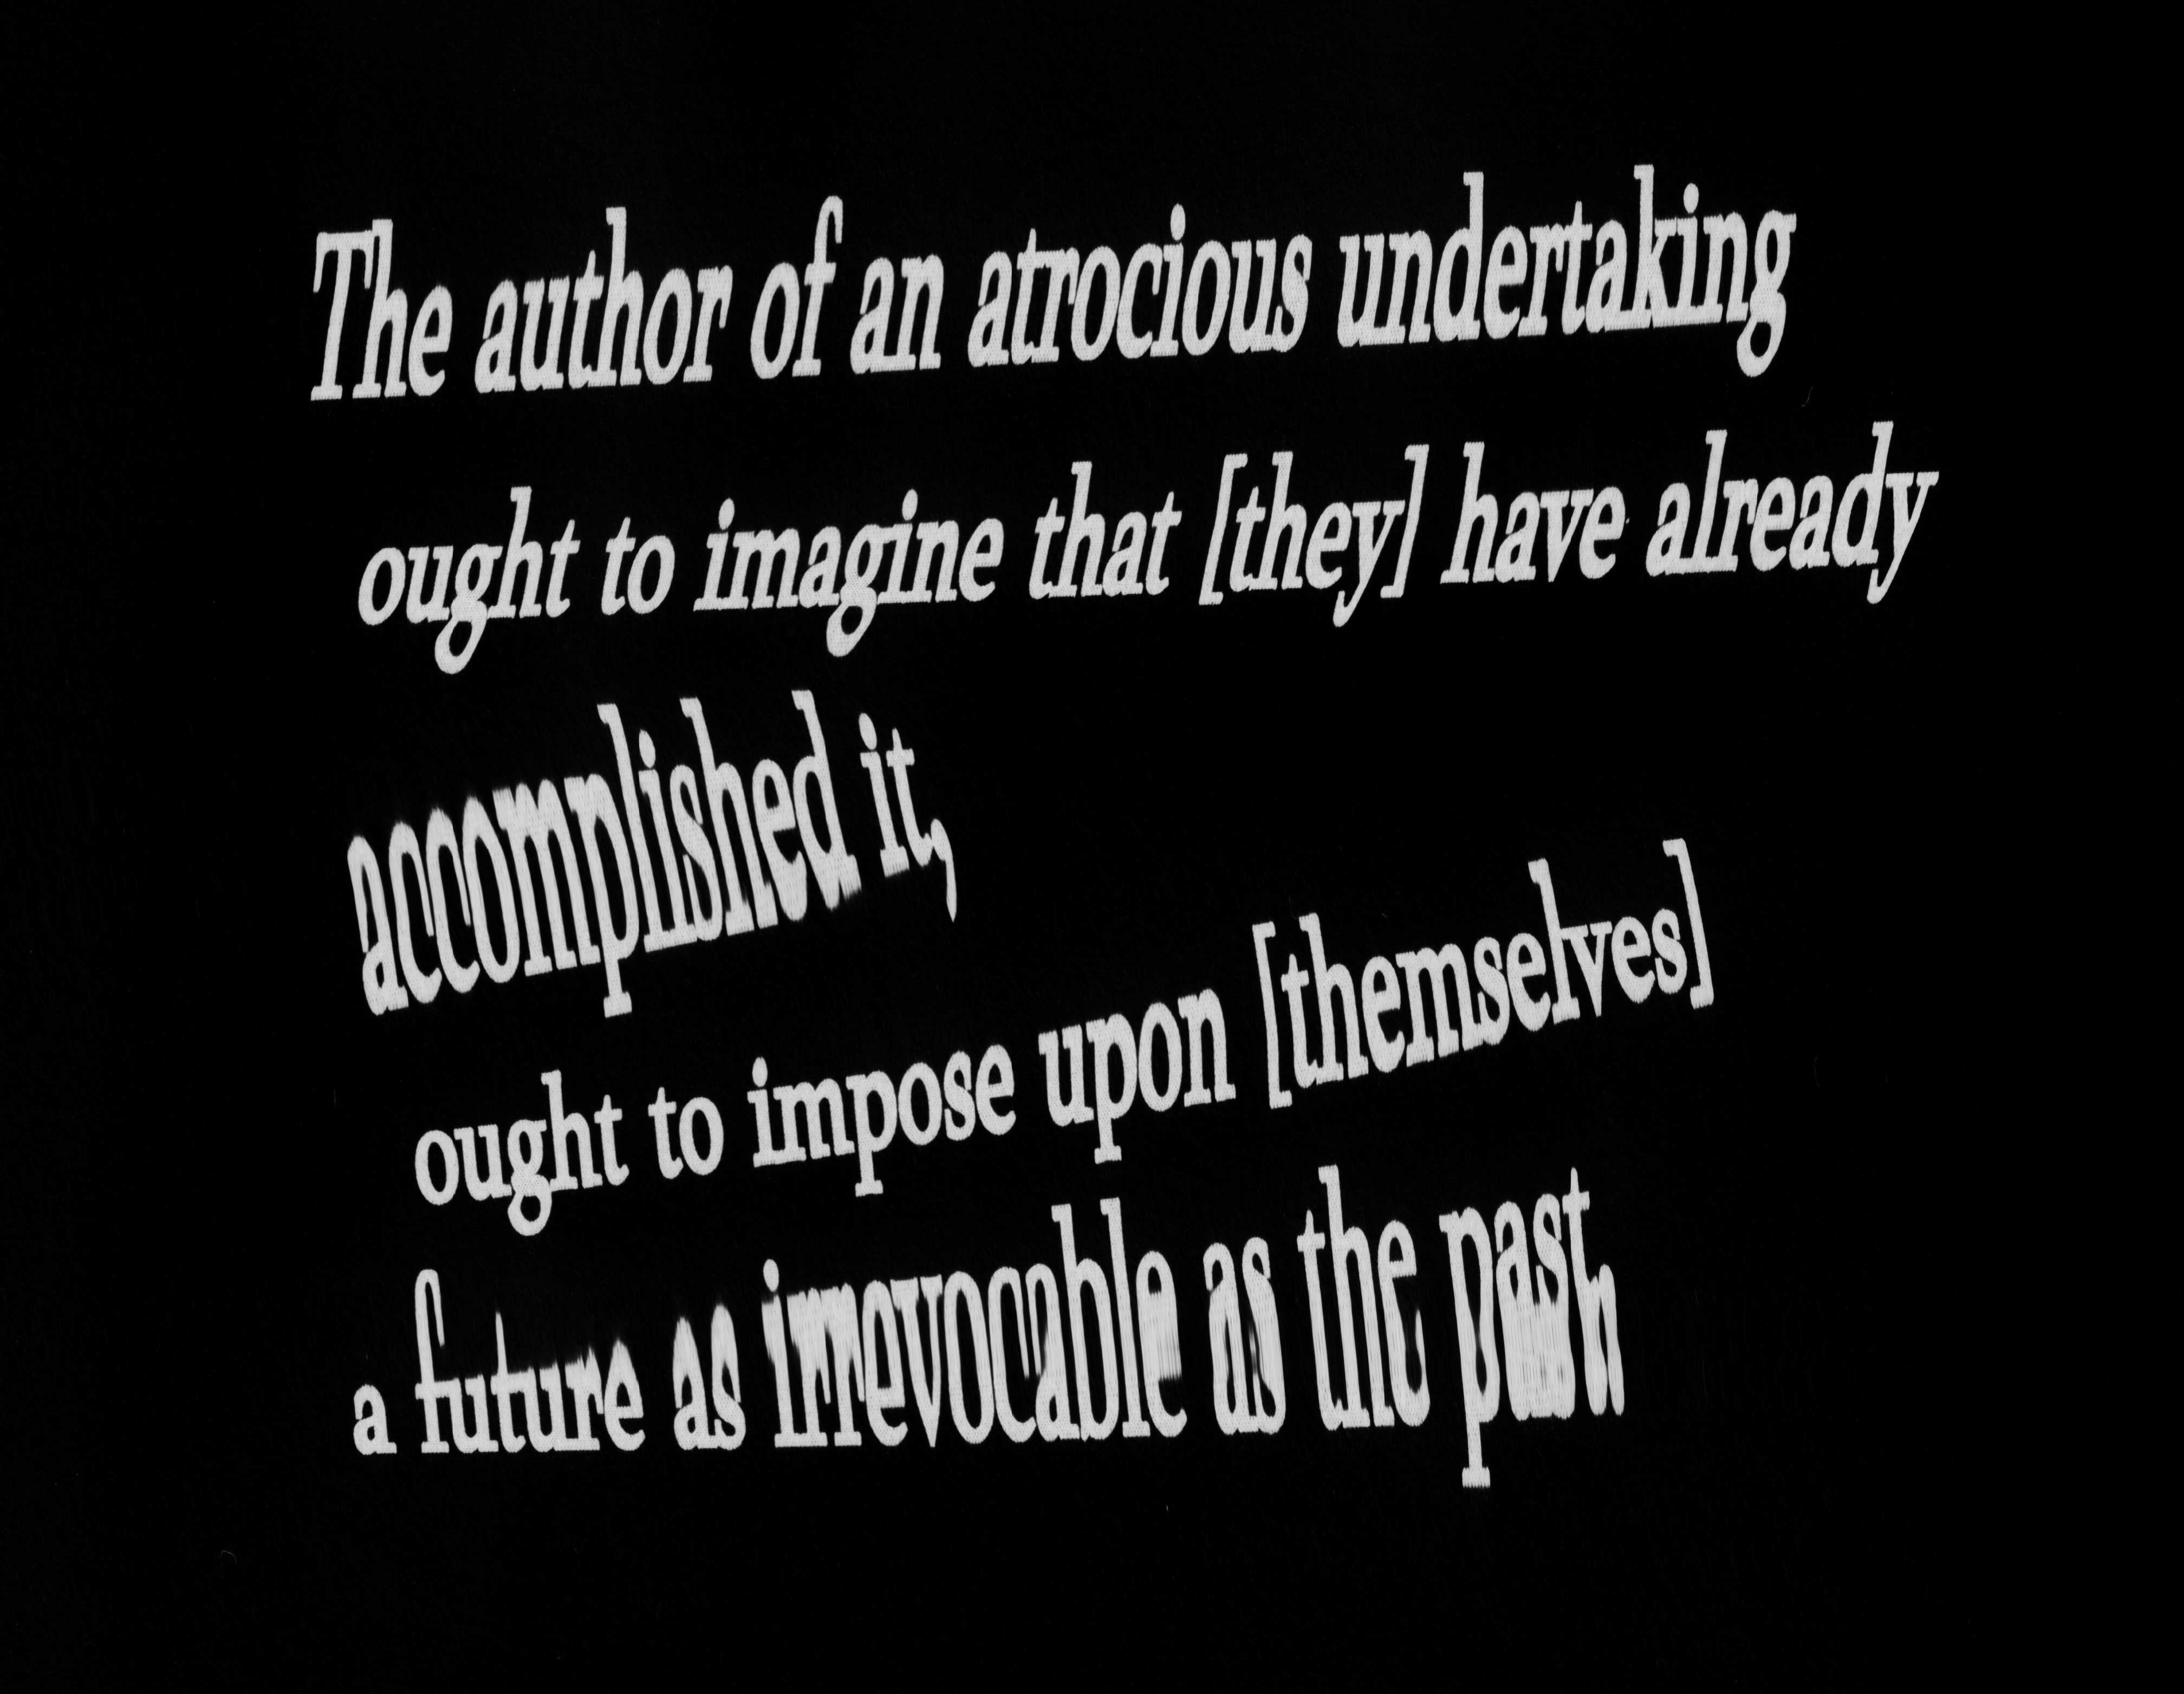 The author of an atrocious undertaking
ought to imagine that [they] have already
accomplished it,
ought to impose upon [themselves]
a future as irrevocable as the past.